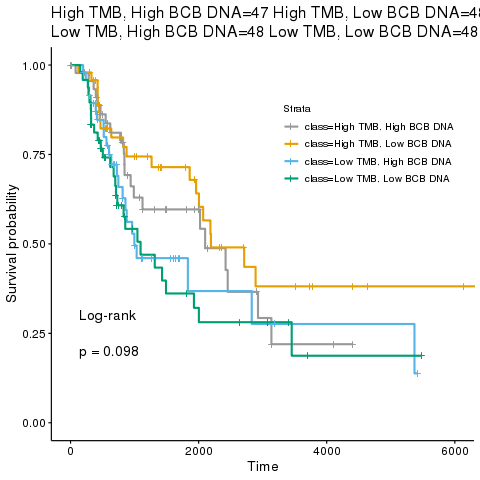 High TMB, High BCB DNA=47 High TMB, Low BCB DNA=48
Low TMB, High BCB DNA=48 Low TMB, Low BCB DNA=48
Strata
class=High TMB, High BCB DNA
class=High TMB, Low BCB DNA
class=Low TMB, High BCB DNA
class=Low TMB, Low BCB DNA
Survival probability
1.00
0.75
0.50
0.25
0.00
Log-rank
p = 0.098
0 2000 4000 6000
Time